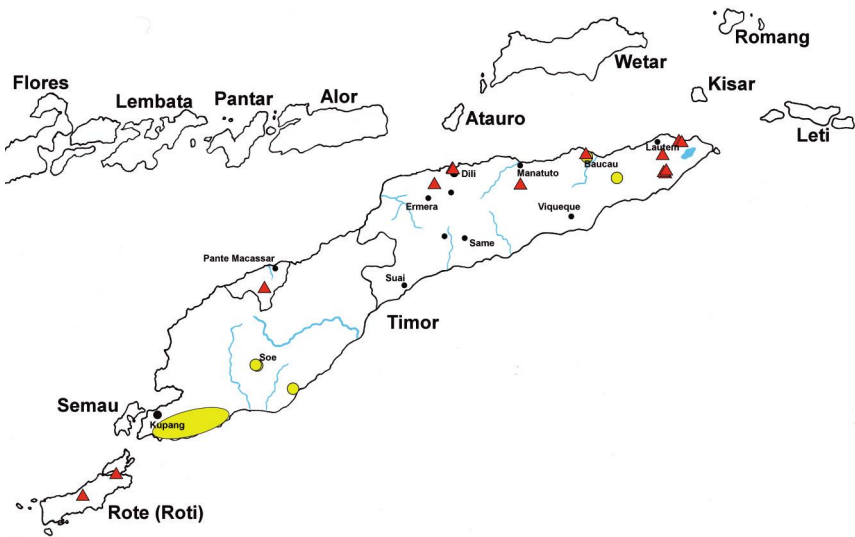 Romang
Wetar
Flores
Kisar
Lembata
Pantar
Alor
Atauro
Leti
Lautem
Baucau
Dili
Manatuto
Ermera
Viqueque
Same
Pante Macassar
Suai
Timor
Soe
Semau
Kupang
Rote (Roti)